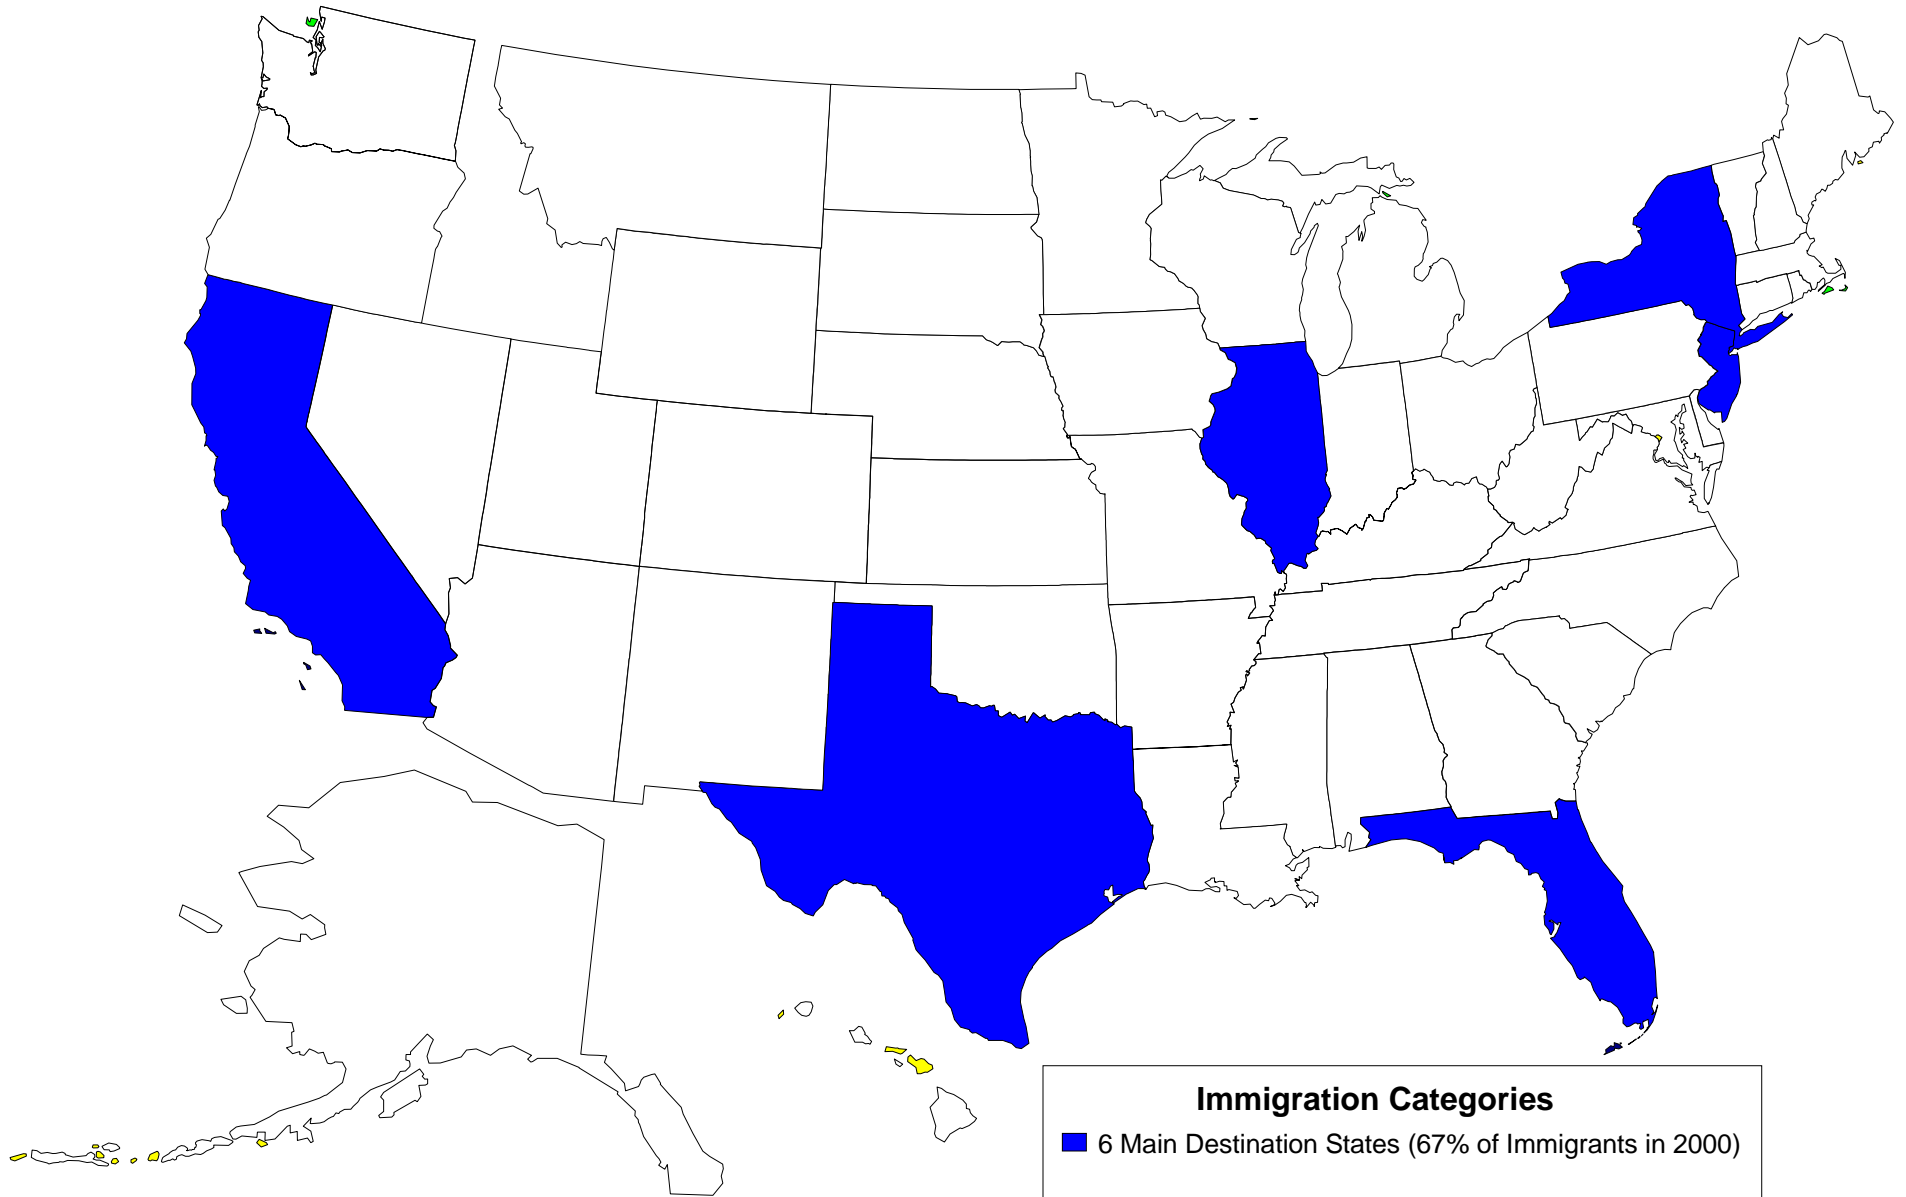 Immigration Categories
6 Main Destination States (67% of Immigrants in 2000)